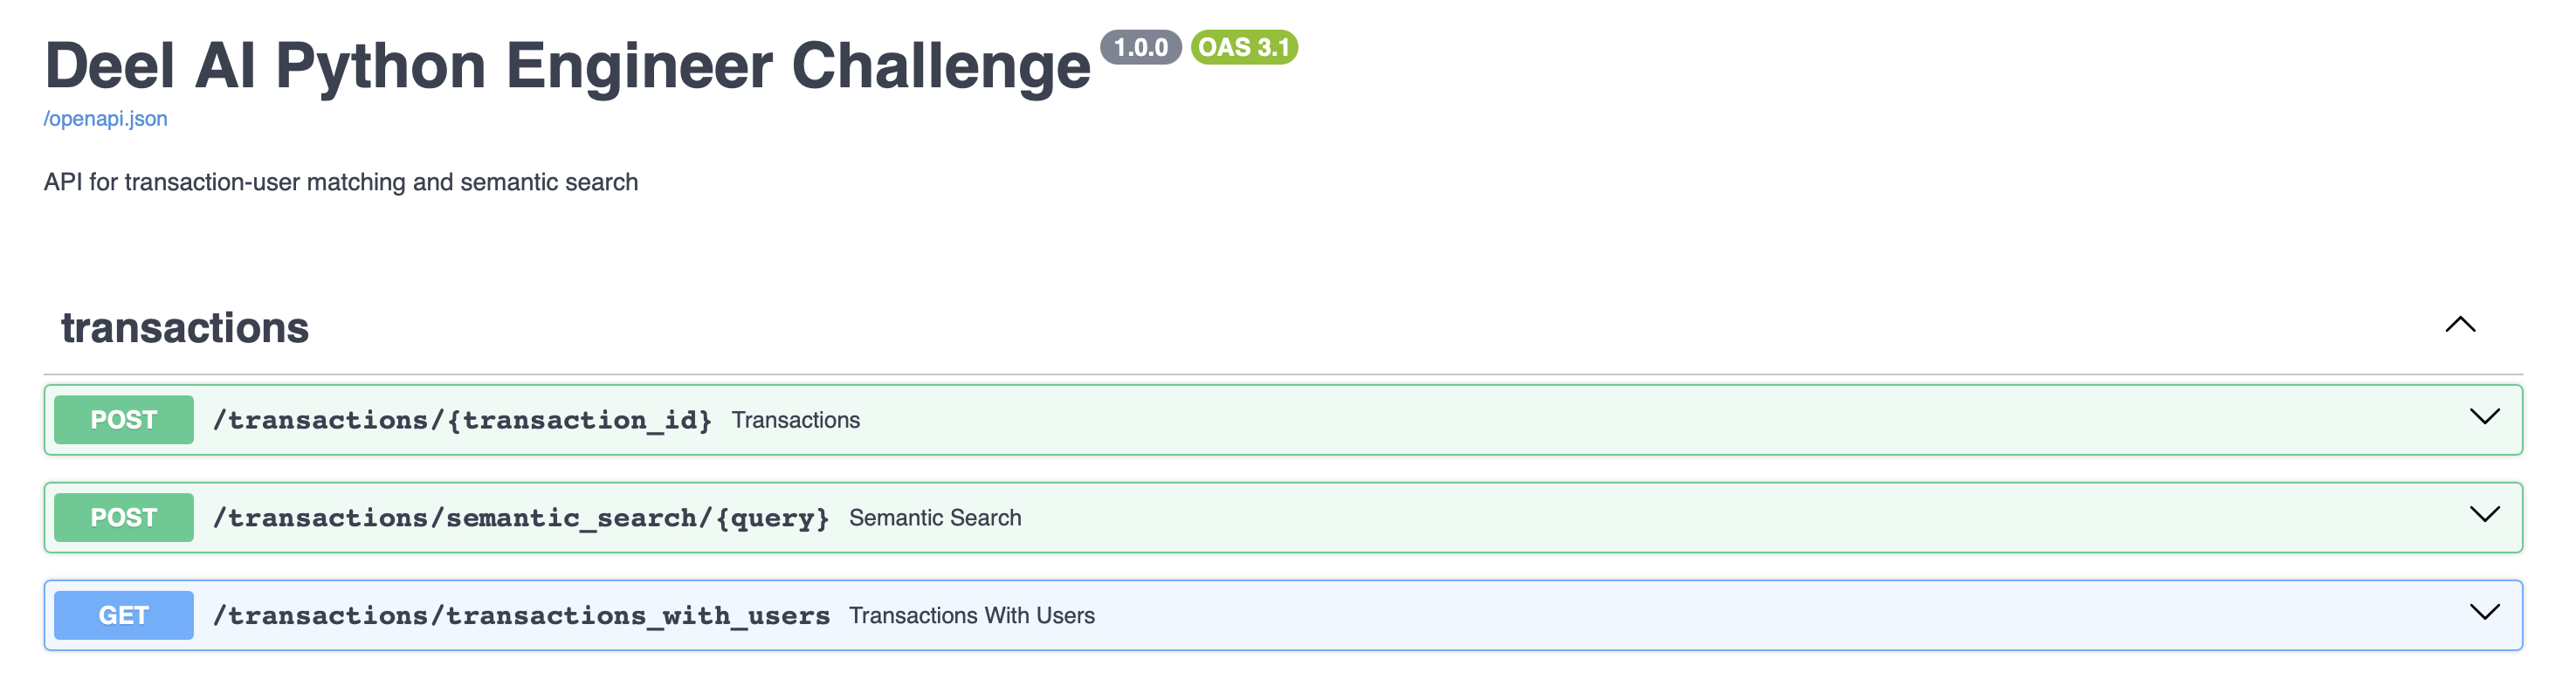 Deel AI Python Engineer Challenge 1.0.0 OAS 3.1
/openapi.json
API for transaction-user matching and semantic search
transactions
POST /transactions/{transaction_id} Transactions
POST /transactions/semantic_search/{query} Semantic Search
GET /transactions/transactions_with_users Transactions With Users